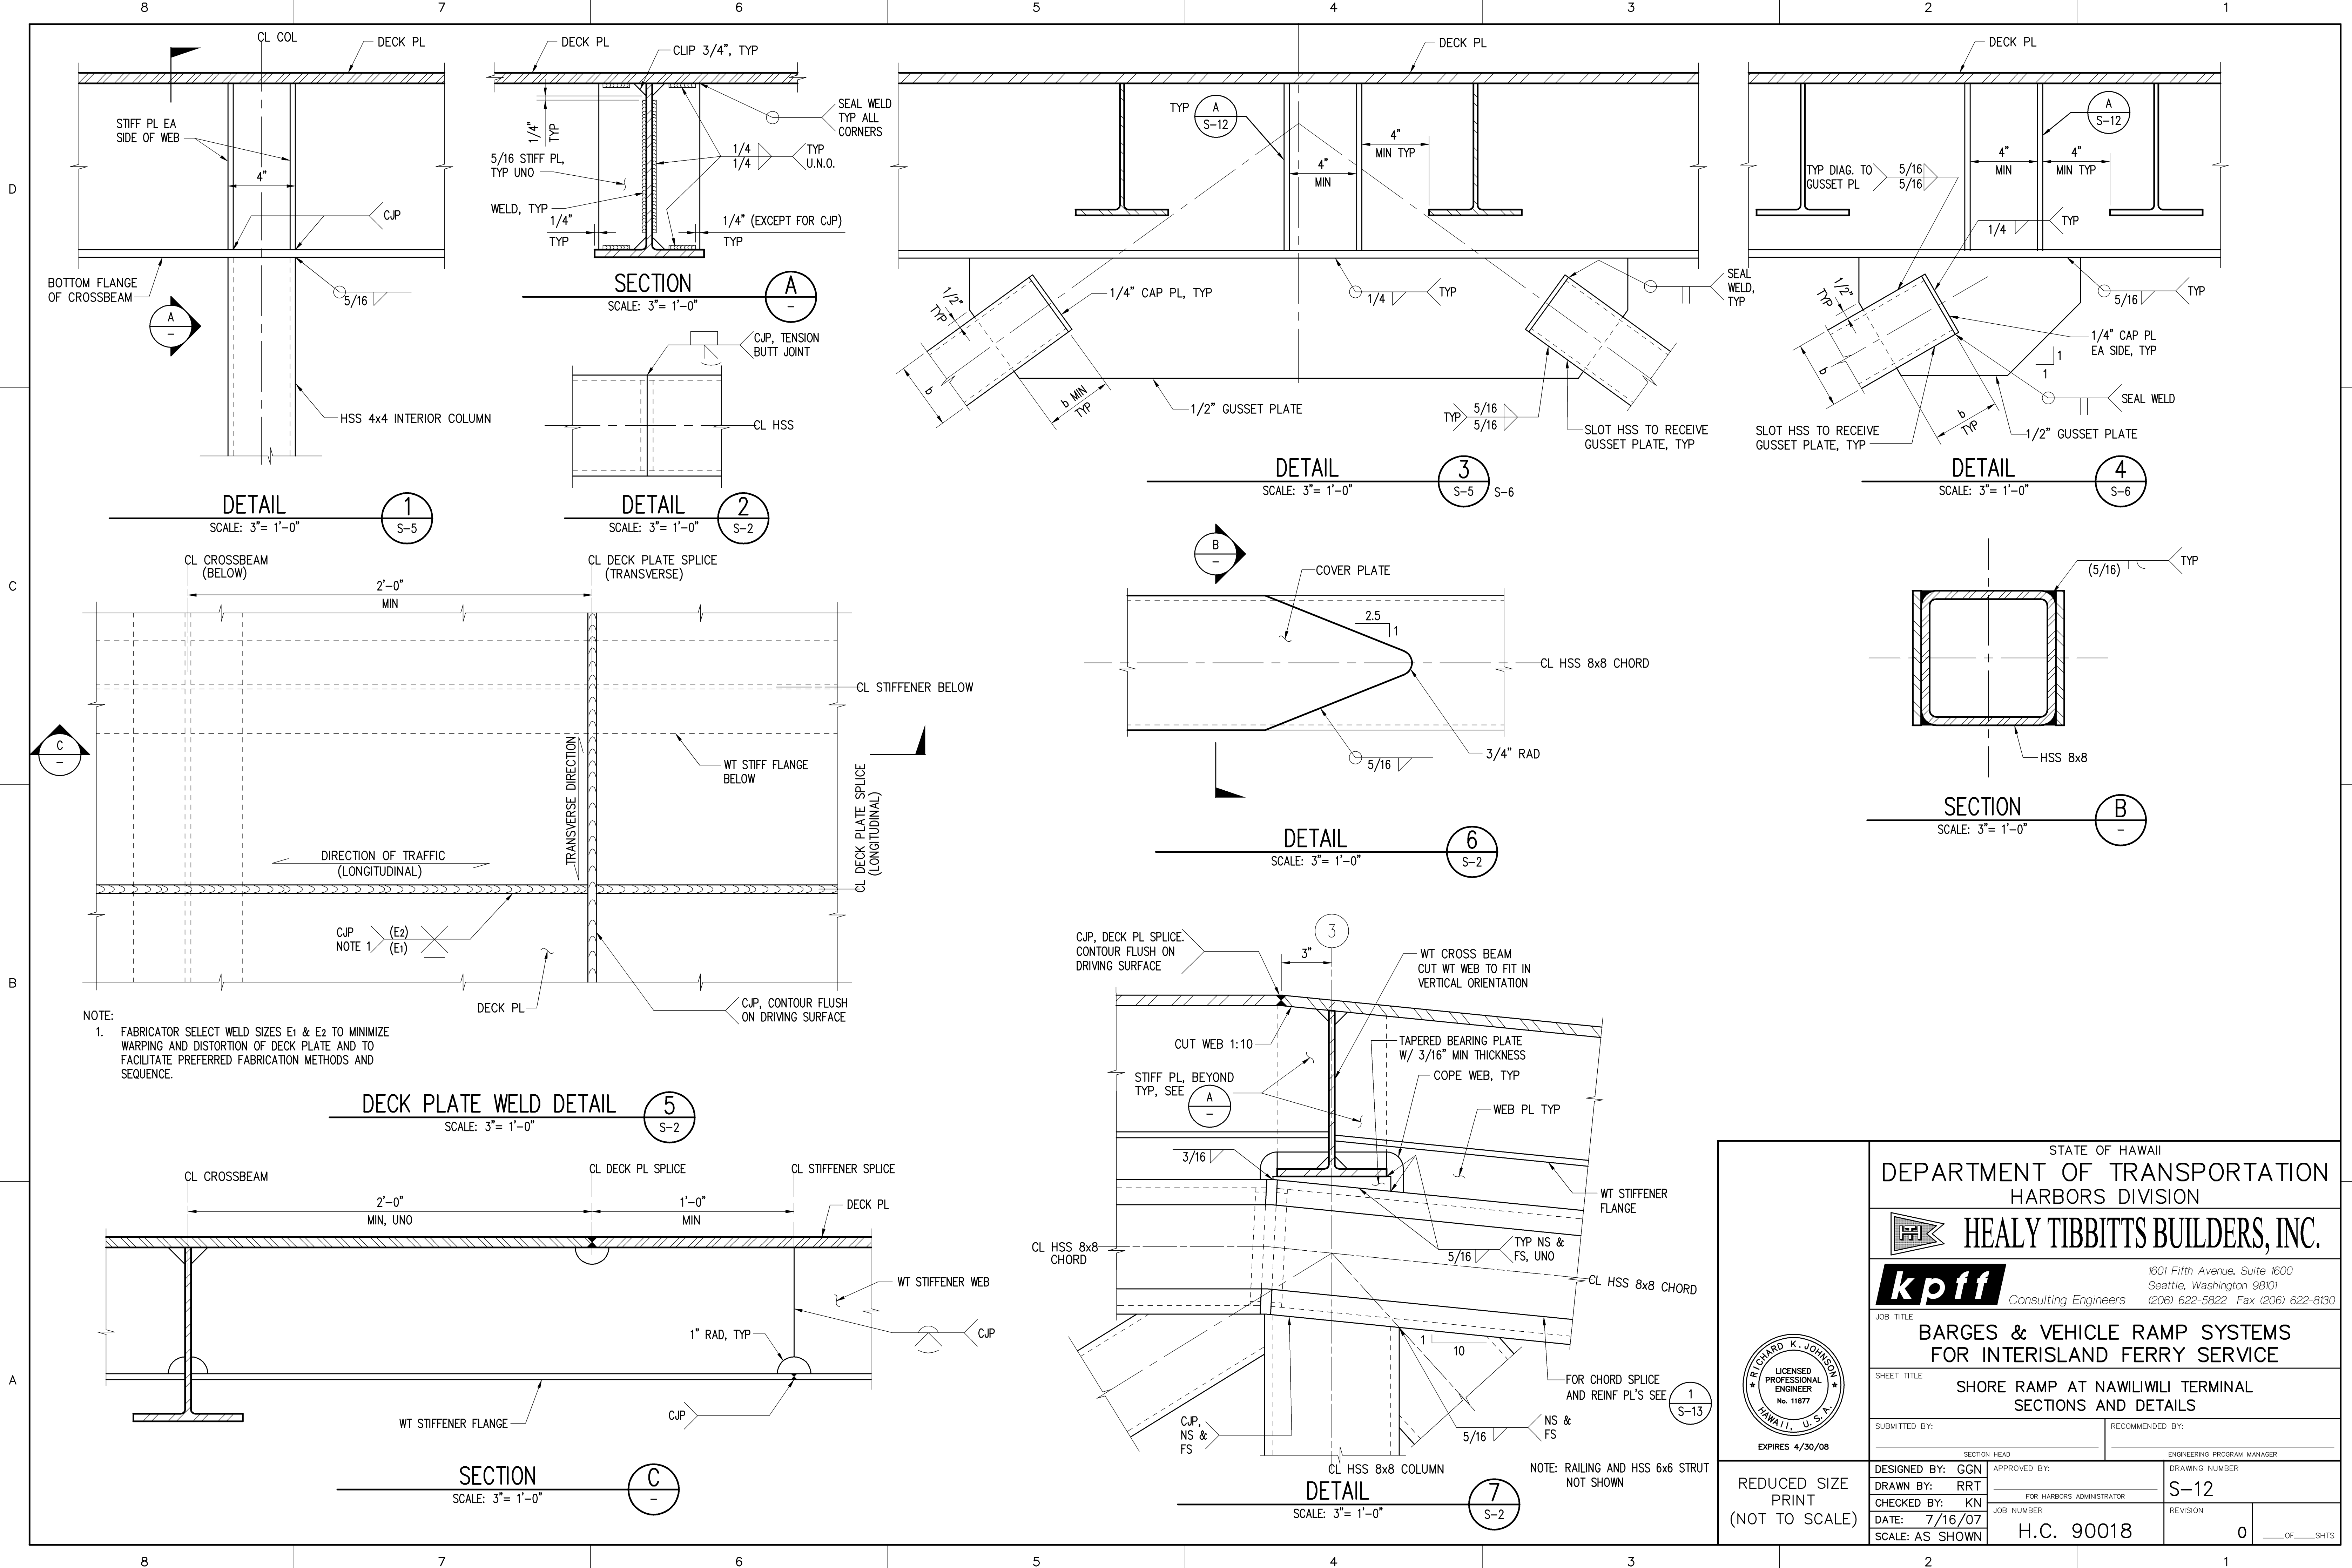 8 7 6 5 4 3 2 1
D
C
B
A
CL COL
DECK PL
STIFF PL EA
SIDE OF WEB
4"
CJP
BOTTOM FLANGE
OF CROSSBEAM
5/16
A
–
HSS 4x4 INTERIOR COLUMN
DETAIL
SCALE: 3"= 1'–0"
1
S–5
DECK PL
CLIP 3/4", TYP
SEAL WELD
TYP ALL
CORNERS
1/4"
TYP
5/16 STIFF PL,
TYP UNO
1/4
1/4
TYP
U.N.O.
WELD, TYP
1/4"
TYP
1/4" (EXCEPT FOR CJP)
TYP
SECTION
SCALE: 3"= 1'–0"
A
–
CJP, TENSION
BUTT JOINT
CL HSS
DETAIL
SCALE: 3"= 1'–0"
2
S–2
DECK PL
TYP
A
S–12
4"
MIN TYP
4"
MIN
SEAL
WELD,
TYP
1/4
TYP
1/2"
TYP
1/4" CAP PL, TYP
b
b MIN
TYP
1/2" GUSSET PLATE
TYP
5/16
5/16
SLOT HSS TO RECEIVE
GUSSET PLATE, TYP
DETAIL
SCALE: 3"= 1'–0"
3
S–5
S–6
DECK PL
A
S–12
4"
MIN
4"
MIN TYP
TYP DIAG. TO
GUSSET PL
5/16
5/16
1/4
TYP
5/16
TYP
1/2"
TYP
1/4" CAP PL
EA SIDE, TYP
1
1
b
SEAL WELD
b
TYP
SLOT HSS TO RECEIVE
GUSSET PLATE, TYP
1/2" GUSSET PLATE
DETAIL
SCALE: 3"= 1'–0"
4
S–6
CL CROSSBEAM
(BELOW)
CL DECK PLATE SPLICE
(TRANSVERSE)
2'–0"
MIN
CL STIFFENER BELOW
C
–
WT STIFF FLANGE
BELOW
TRANSVERSE DIRECTION
CL DECK PLATE SPLICE
(LONGITUDINAL)
DIRECTION OF TRAFFIC
(LONGITUDINAL)
CJP
NOTE 1
(E2)
(E1)
DECK PL
CJP, CONTOUR FLUSH
ON DRIVING SURFACE
NOTE:
1. FABRICATOR SELECT WELD SIZES E1 & E2 TO MINIMIZE
WARPING AND DISTORTION OF DECK PLATE AND TO
FACILITATE PREFERRED FABRICATION METHODS AND
SEQUENCE.
DECK PLATE WELD DETAIL
SCALE: 3"= 1'–0"
5
S–2
B
–
COVER PLATE
2.5
1
CL HSS 8x8 CHORD
5/16
3/4" RAD
DETAIL
SCALE: 3"= 1'–0"
6
S–2
(5/16)
TYP
HSS 8x8
SECTION
SCALE: 3"= 1'–0"
B
–
CL CROSSBEAM
CL DECK PL SPLICE
CL STIFFENER SPLICE
2'–0"
MIN, UNO
1'–0"
MIN
DECK PL
WT STIFFENER WEB
1" RAD, TYP
CJP
WT STIFFENER FLANGE
CJP
SECTION
SCALE: 3"= 1'–0"
C
–
3
CJP, DECK PL SPLICE.
CONTOUR FLUSH ON
DRIVING SURFACE
3"
WT CROSS BEAM
CUT WT WEB TO FIT IN
VERTICAL ORIENTATION
CUT WEB 1:10
TAPERED BEARING PLATE
W/ 3/16" MIN THICKNESS
STIFF PL, BEYOND
TYP, SEE
A
–
COPE WEB, TYP
WEB PL TYP
3/16
WT STIFFENER
FLANGE
CL HSS 8x8
CHORD
5/16
TYP NS &
FS, UNO
CL HSS 8x8 CHORD
1
10
FOR CHORD SPLICE
AND REINF PL'S SEE
1
S–13
CJP,
NS &
FS
5/16
NS &
FS
CL HSS 8x8 COLUMN
NOTE: RAILING AND HSS 6x6 STRUT
NOT SHOWN
DETAIL
SCALE: 3"= 1'–0"
7
S–2
STATE OF HAWAII
DEPARTMENT OF TRANSPORTATION
HARBORS DIVISION
HEALY TIBBITTS BUILDERS, INC.
kpff
Consulting Engineers
1601 Fifth Avenue, Suite 1600
Seattle, Washington 98101
(206) 622-5822 Fax (206) 622-8130
JOB TITLE
BARGES & VEHICLE RAMP SYSTEMS
FOR INTERISLAND FERRY SERVICE
SHEET TITLE
SHORE RAMP AT NAWILIWILI TERMINAL
SECTIONS AND DETAILS
RICHARD K. JOHNSON
LICENSED
PROFESSIONAL
ENGINEER
No. 11877
HAWAII, U.S.A.
EXPIRES 4/30/08
SUBMITTED BY:
SECTION HEAD
RECOMMENDED BY:
ENGINEERING PROGRAM MANAGER
REDUCED SIZE
PRINT
(NOT TO SCALE)
DESIGNED BY: GGN
DRAWN BY: RRT
CHECKED BY: KN
DATE: 7/16/07
SCALE: AS SHOWN
APPROVED BY:
FOR HARBORS ADMINISTRATOR
DRAWING NUMBER
S–12
JOB NUMBER
H.C. 90018
REVISION
0
OF SHTS
8 7 6 5 4 3 2 1